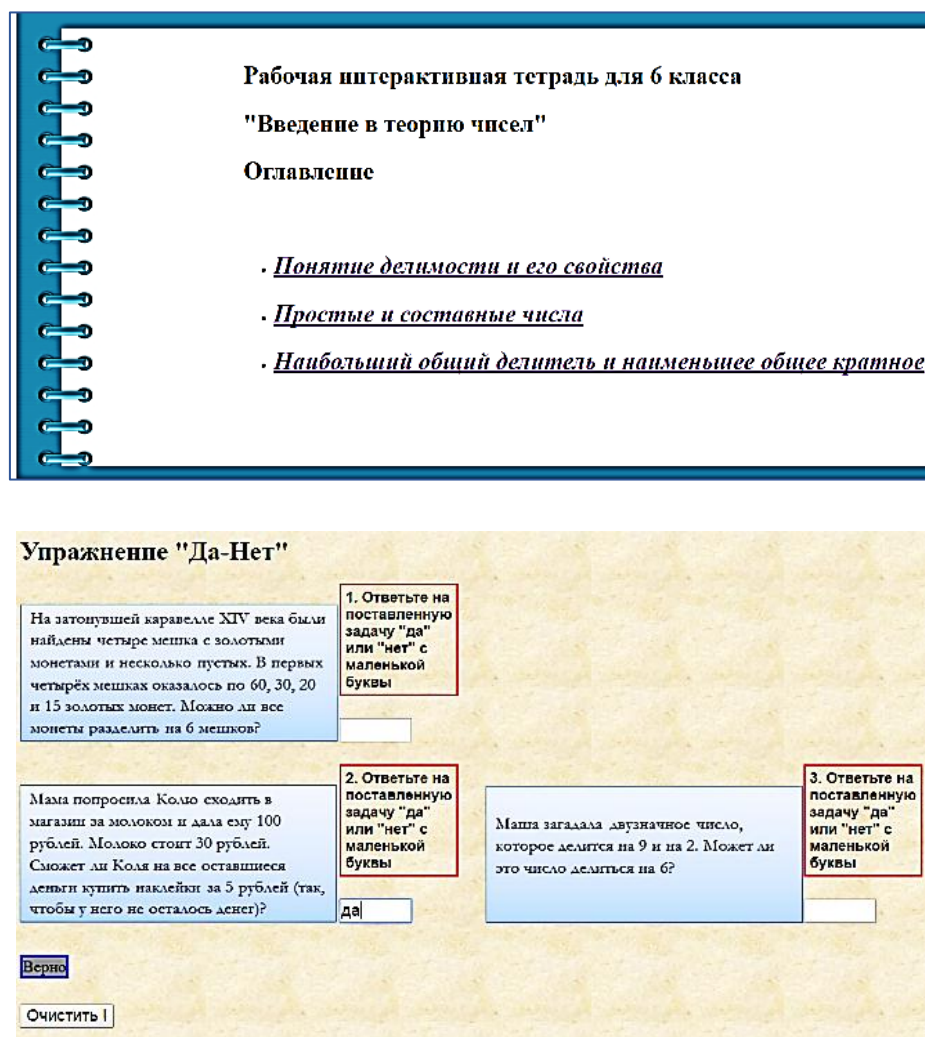 Рабочая интерактивная тетрадь для 6 класса
"Введение в теорию чисел"
Оглавление
Понятие делимости и его свойства
Простые и составные числа
Наибольший общий делитель и наименьшее общее кратное
Упражнение "Да-Нет"
На затонувшей каравелле XIV века были
найдены четыре мешка с золотыми
монетами и несколько пустых. В первых
четырёх мешках оказалось по 60, 30, 20
и 15 золотых монет. Можно ли все
монеты разделить на 6 мешков?
1. Ответьте на
поставленную
задачу "да"
или "нет" с
маленькой
буквы
Мама попросила Колю сходить в
магазин за молоком и дала ему 100
рублей. Молоко стоит 30 рублей.
Сможет ли Коля на все оставшиеся
деньги купить наклейки за 5 рублей (так,
чтобы у него не осталось денег)?
2. Ответьте на
поставленную
задачу "да"
или "нет" с
маленькой
буквы
да
Маша загадала двузначное число,
которое делится на 9 и на 2. Может ли
это число делиться на 6?
3. Ответьте на
поставленную
задачу "да"
или "нет" с
маленькой
буквы
Верно
Очистить !